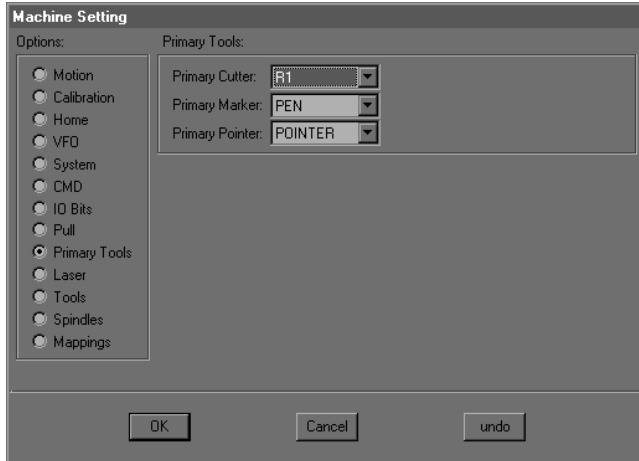 Machine Setting
Options:
Motion
Calibration
Home
VFO
System
CMD
IO Bits
Pull
Primary Tools
Laser
Tools
Spindles
Mappings
Primary Tools:
Primary Cutter: R1
Primary Marker: PEN
Primary Pointer: POINTER
OK Cancel undo